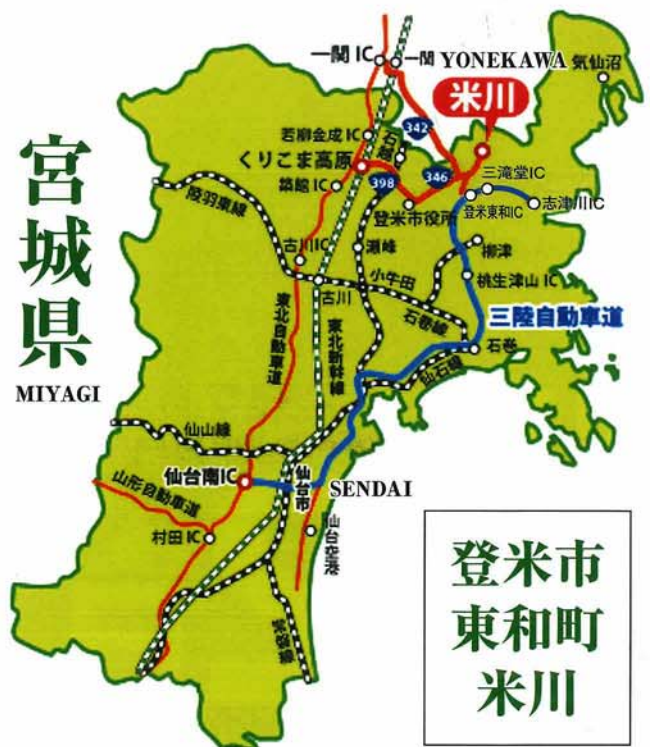 宮城県
MIYAGI
一関IC
一関
YONEKAWA
米川
気仙沼
342
若柳金成IC
石越
くりこま高原
346
398
築館IC
三滝堂IC
志津川IC
登米東和IC
登米市役所
陸羽東線
古川IC
瀬峰
柳津
小牛田
桃生津山IC
古川
石巻線
三陸自動車道
東北自動車道
東北新幹線
石巻
仙石線
仙山線
仙台南IC
仙台市
SENDAI
山形自動車道
村田IC
仙台空港
常磐線
登米市
東和町
米川